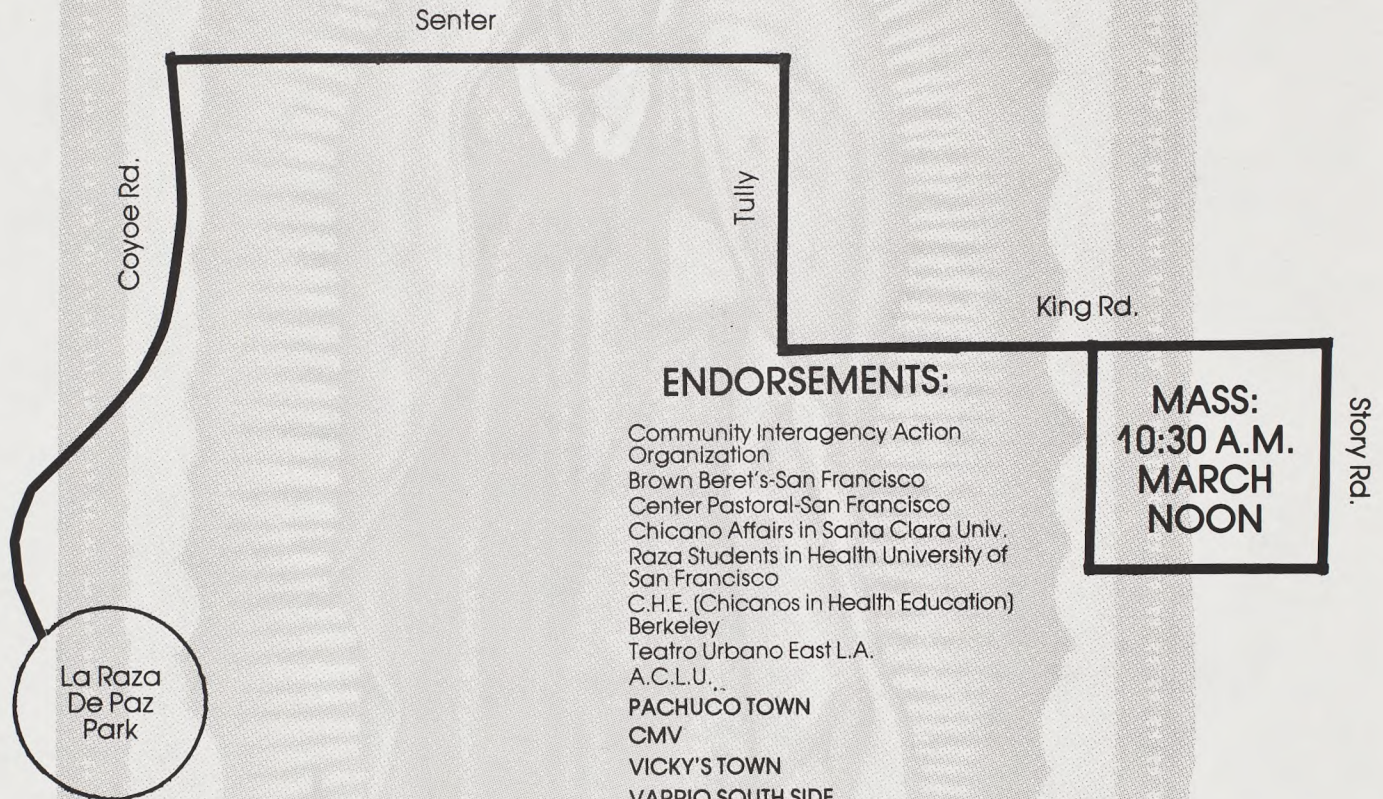 Senter
Coyoe Rd.
Tully
King Rd.
Story Rd.
MASS:
10:30 A.M.
MARCH
NOON
ENDORSEMENTS:
Community Interagency Action
Organization
Brown Beret's-San Francisco
Center Pastoral-San Francisco
Chicano Affairs in Santa Clara Univ.
Raza Students in Health University of
San Francisco
C.H.E. (Chicanos in Health Education)
Berkeley
Teatro Urbano East L.A.
A.C.L.U.
PACHUCO TOWN
CMV
VICKY'S TOWN
VARRIO SOUTH SIDE
La Raza
De Paz
Park